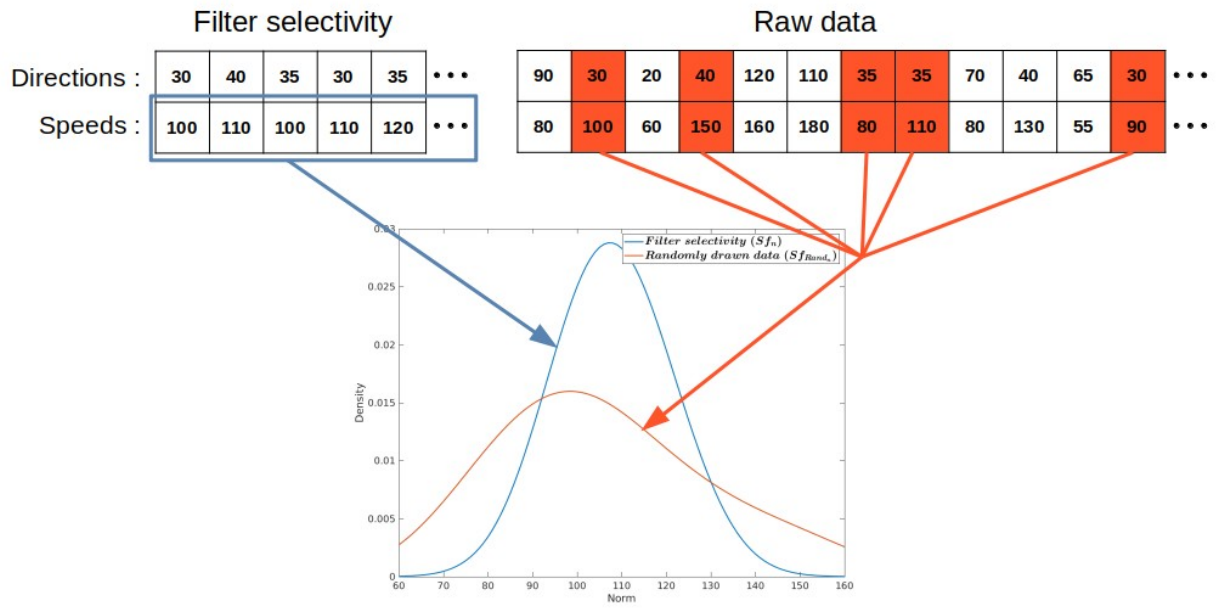 Filter selectivity Raw data
Directions : 30 40 35 30 35 ••• 90 30 20 40 120 110 35 35 70 40 65 30 •••
Speeds : 100 110 100 110 120 ••• 80 100 60 150 160 180 80 110 80 130 55 90 •••
0.03
Filter selectivity (Sfₙ)
Randomly drawn data (Sf_Randₙ)
0.025
0.02
0.015
0.01
0.005
0
Density
60 70 80 90 100 110 120 130 140 150 160
Norm